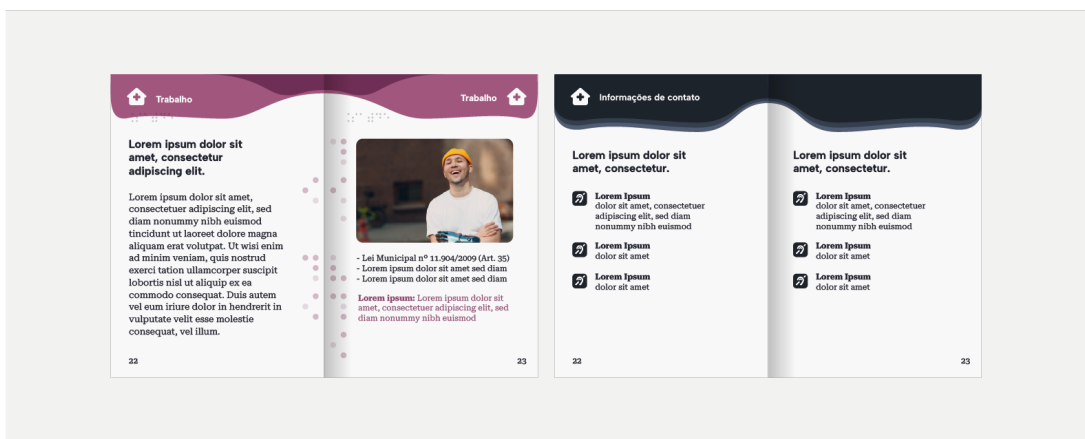 Trabalho
Lorem ipsum dolor sit
amet, consectetur
adipiscing elit.
Lorem ipsum dolor sit amet,
consectetuer adipiscing elit, sed
diam nonummy nibh euismod
tincidunt ut laoreet dolore magna
aliquam erat volutpat. Ut wisi enim
ad minim veniam, quis nostrud
exerci tation ullamcorper suscipit
lobortis nisl ut aliquip ex ea
commodo consequat. Duis autem
vel eum iriure dolor in hendrerit in
vulputate velit esse molestie
consequat, vel illum.
22
Trabalho
- Lei Municipal nº 11.904/2009 (Art. 35)
- Lorem ipsum dolor sit amet sed diam
- Lorem ipsum dolor sit amet sed diam
Lorem ipsum: Lorem ipsum dolor sit
amet, consectetuer adipiscing elit, sed
diam nonummy nibh euismod
23
Informações de contato
Lorem ipsum dolor sit
amet, consectetur.
Lorem Ipsum
dolor sit amet, consectetuer
adipiscing elit, sed diam
nonummy nibh euismod
Lorem Ipsum
dolor sit amet
Lorem Ipsum
dolor sit amet
22
Lorem ipsum dolor sit
amet, consectetur.
Lorem Ipsum
dolor sit amet, consectetuer
adipiscing elit, sed diam
nonummy nibh euismod
Lorem Ipsum
dolor sit amet
Lorem Ipsum
dolor sit amet
23